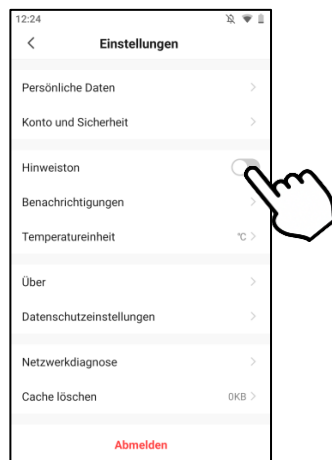 12:24
Einstellungen
Persönliche Daten
Konto und Sicherheit
Hinweiston
Benachrichtigungen
Temperatureinheit °C
Über
Datenschutzeinstellungen
Netzwerkdiagnose
Cache löschen 0KB
Abmelden